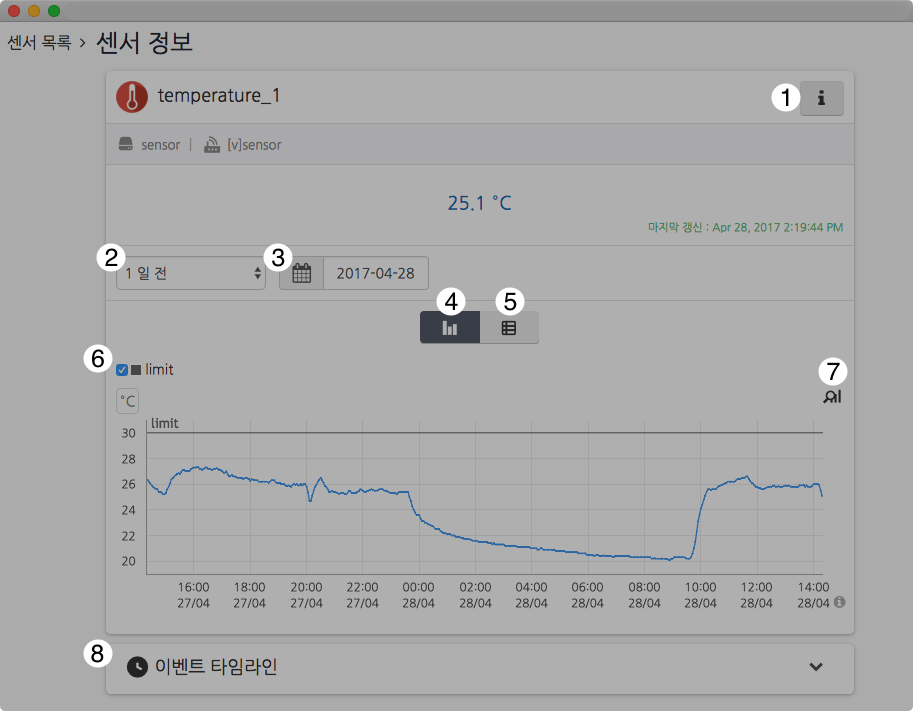 센서 목록 > 센서 정보
temperature_1
1
sensor | [v]sensor
25.1 °C
마지막 갱신 : Apr 28, 2017 2:19:44 PM
2
1 일 전
3
2017-04-28
4
5
6
limit
7
°C
limit
30
28
26
24
22
20
16:00 18:00 20:00 22:00 00:00 02:00 04:00 06:00 08:00 10:00 12:00 14:00
27/04 27/04 27/04 27/04 28/04 28/04 28/04 28/04 28/04 28/04 28/04 28/04
8
이벤트 타임라인